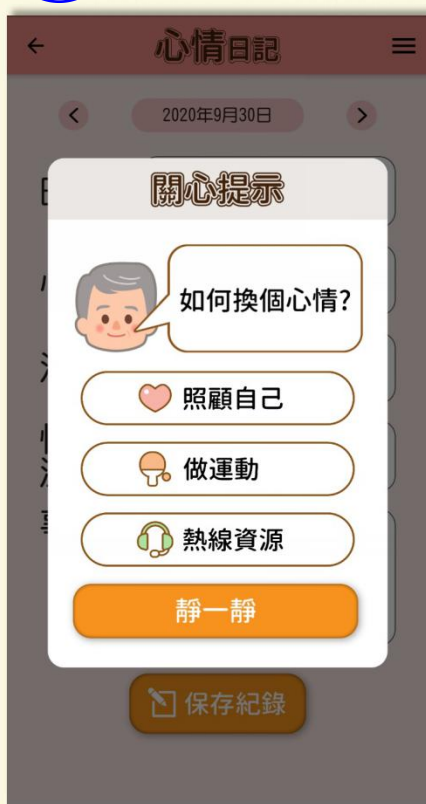 心情日記
2020年9月30日
關心提示
如何換個心情?
照顧自己
做運動
熱線資源
靜一靜
保存紀錄